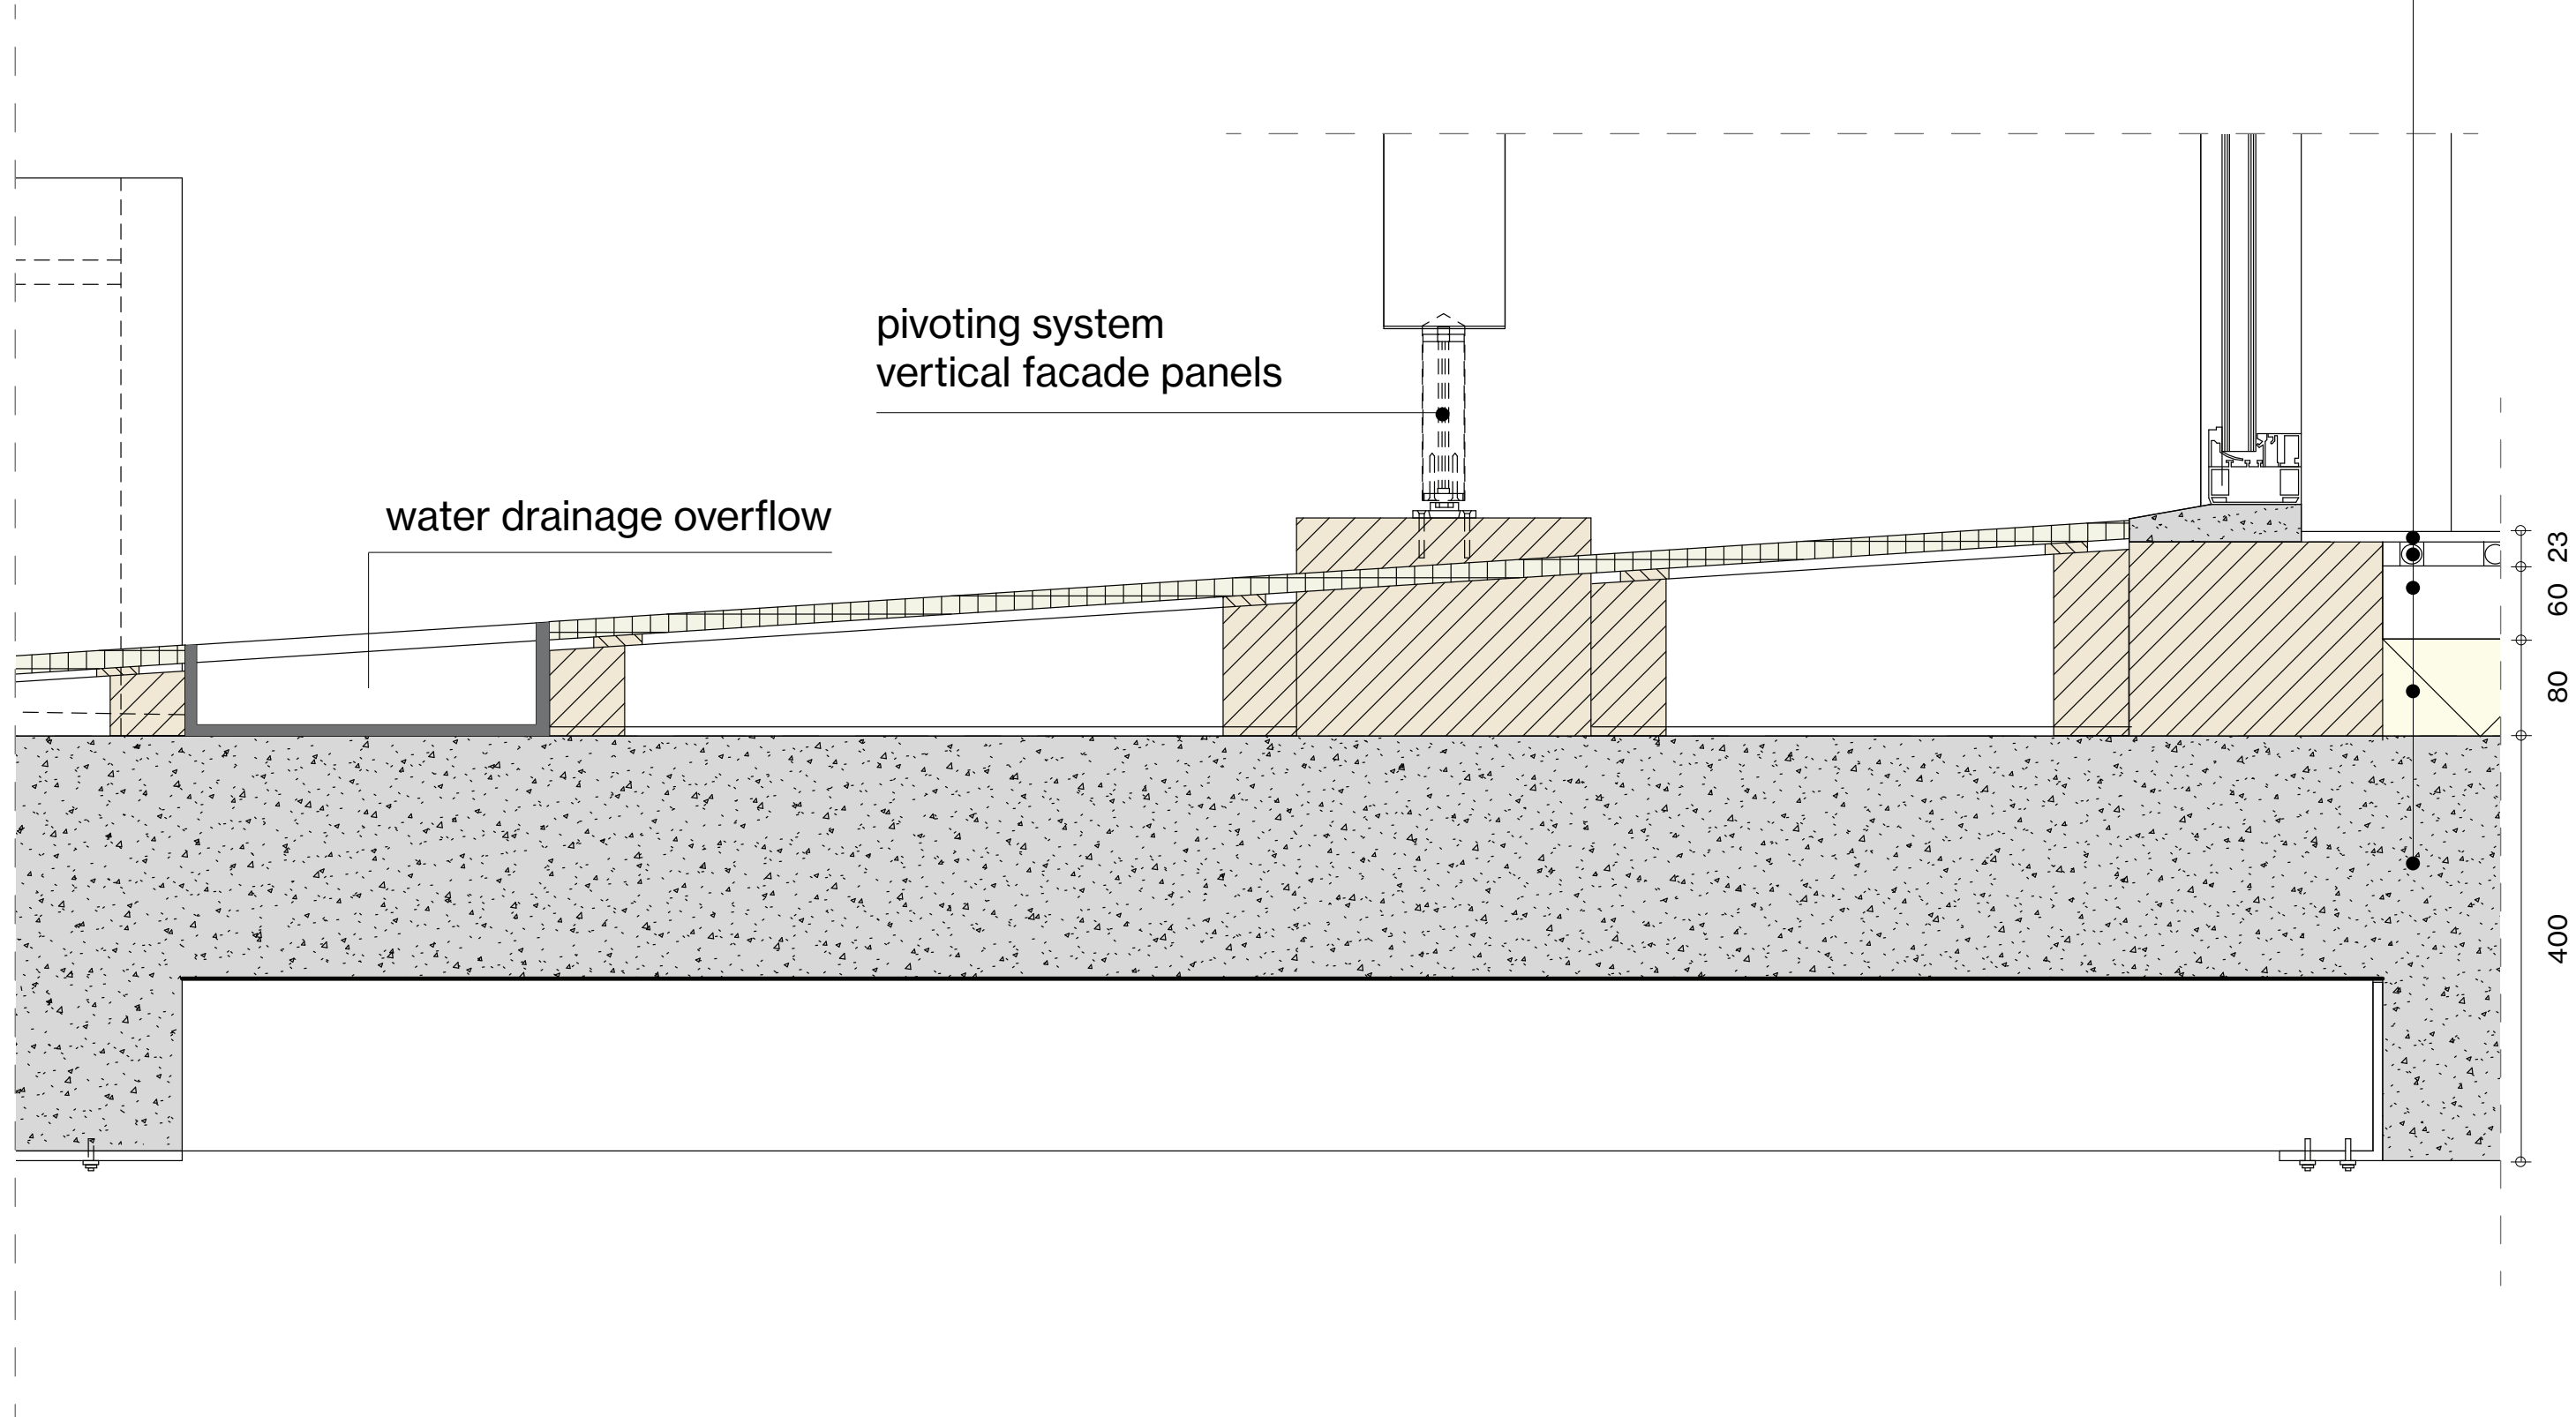 pivoting system
vertical facade panels
water drainage overflow
23
60
80
400